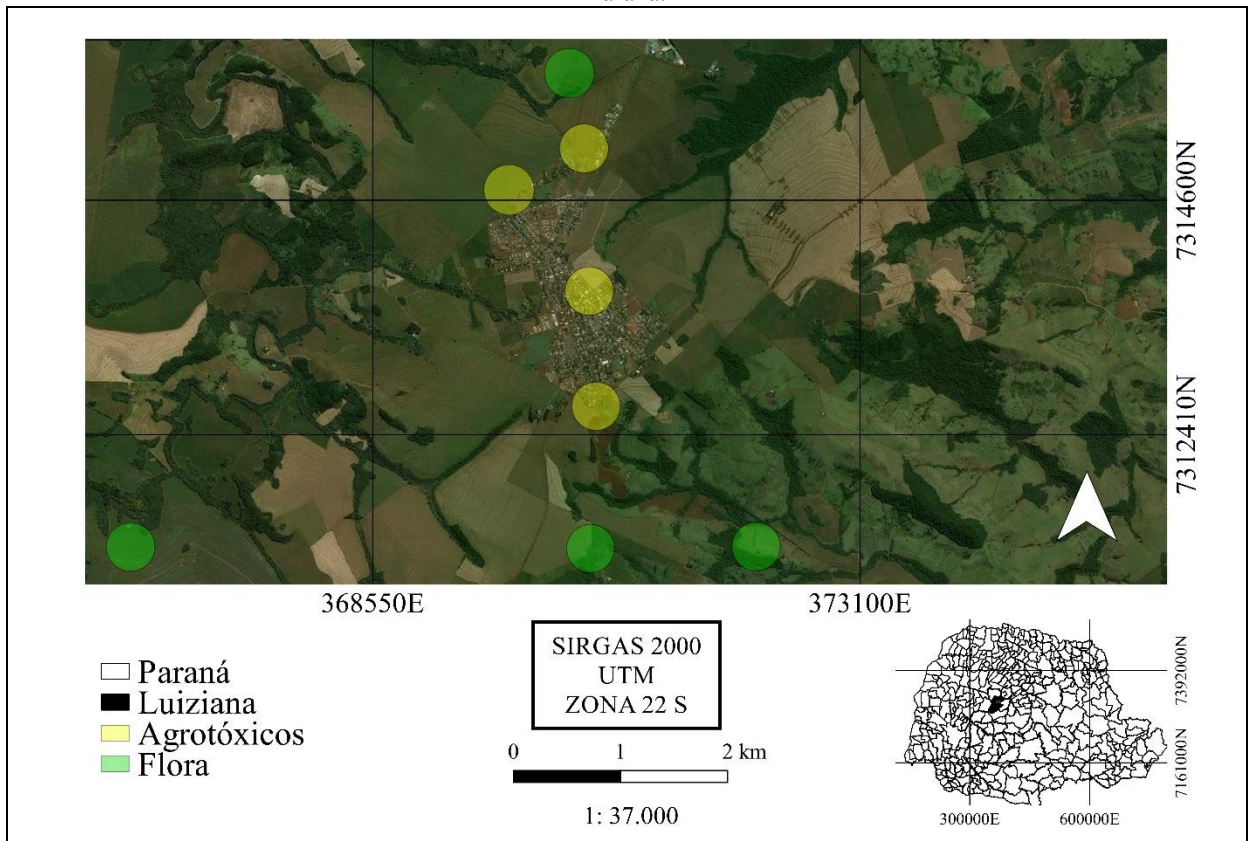 7314600N
7312410N
368550E
373100E
Paraná
Luiziana
Agrotóxicos
Flora
SIRGAS 2000
UTM
ZONA 22 S
0 1 2 km
1: 37.000
7392000N
7161000N
300000E
600000E